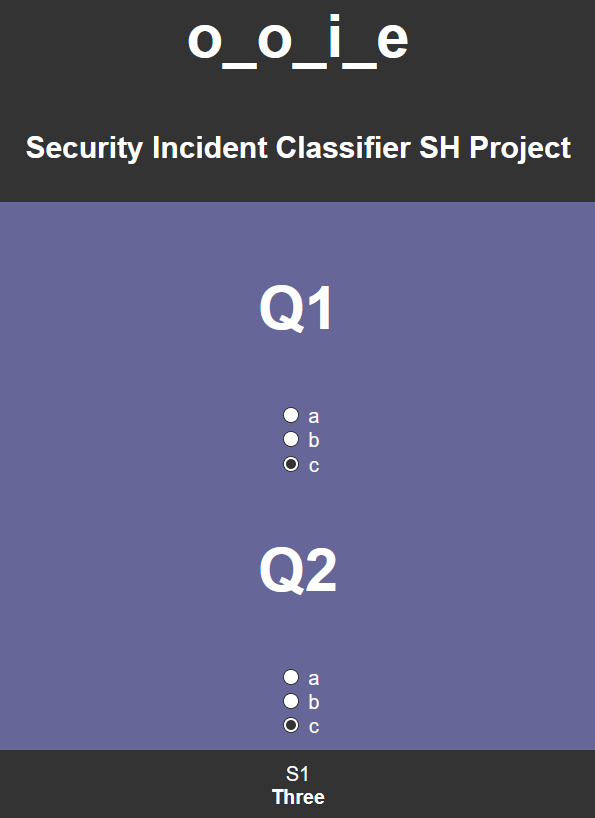 o_o_i_e
Security Incident Classifier SH Project
Q1
a
b
c
Q2
a
b
c
S1
Three